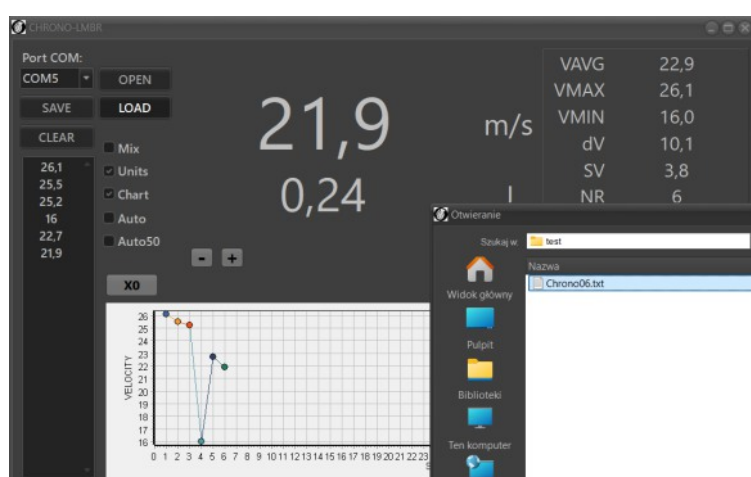 CHRONO-LMBR
Port COM:
COM5
OPEN
SAVE
LOAD
CLEAR
26,1
25,5
25,2
16
22,7
21,9
Mix
Units
Chart
Auto
Auto50
X0
-
+
21,9
m/s
0,24
VAVG 22,9
VMAX 26,1
VMIN 16,0
dV 10,1
SV 3,8
NR 6
VELOCITY
26
25
24
23
22
21
20
19
18
17
16
0 1 2 3 4 5 6 7 8 9 10 11 12 13 14 15 16 17 18 19 20 21 22 23
Otwieranie
Szukaj w:
test
Nazwa
Chrono06.txt
Widok główny
Pulpit
Biblioteki
Ten komputer